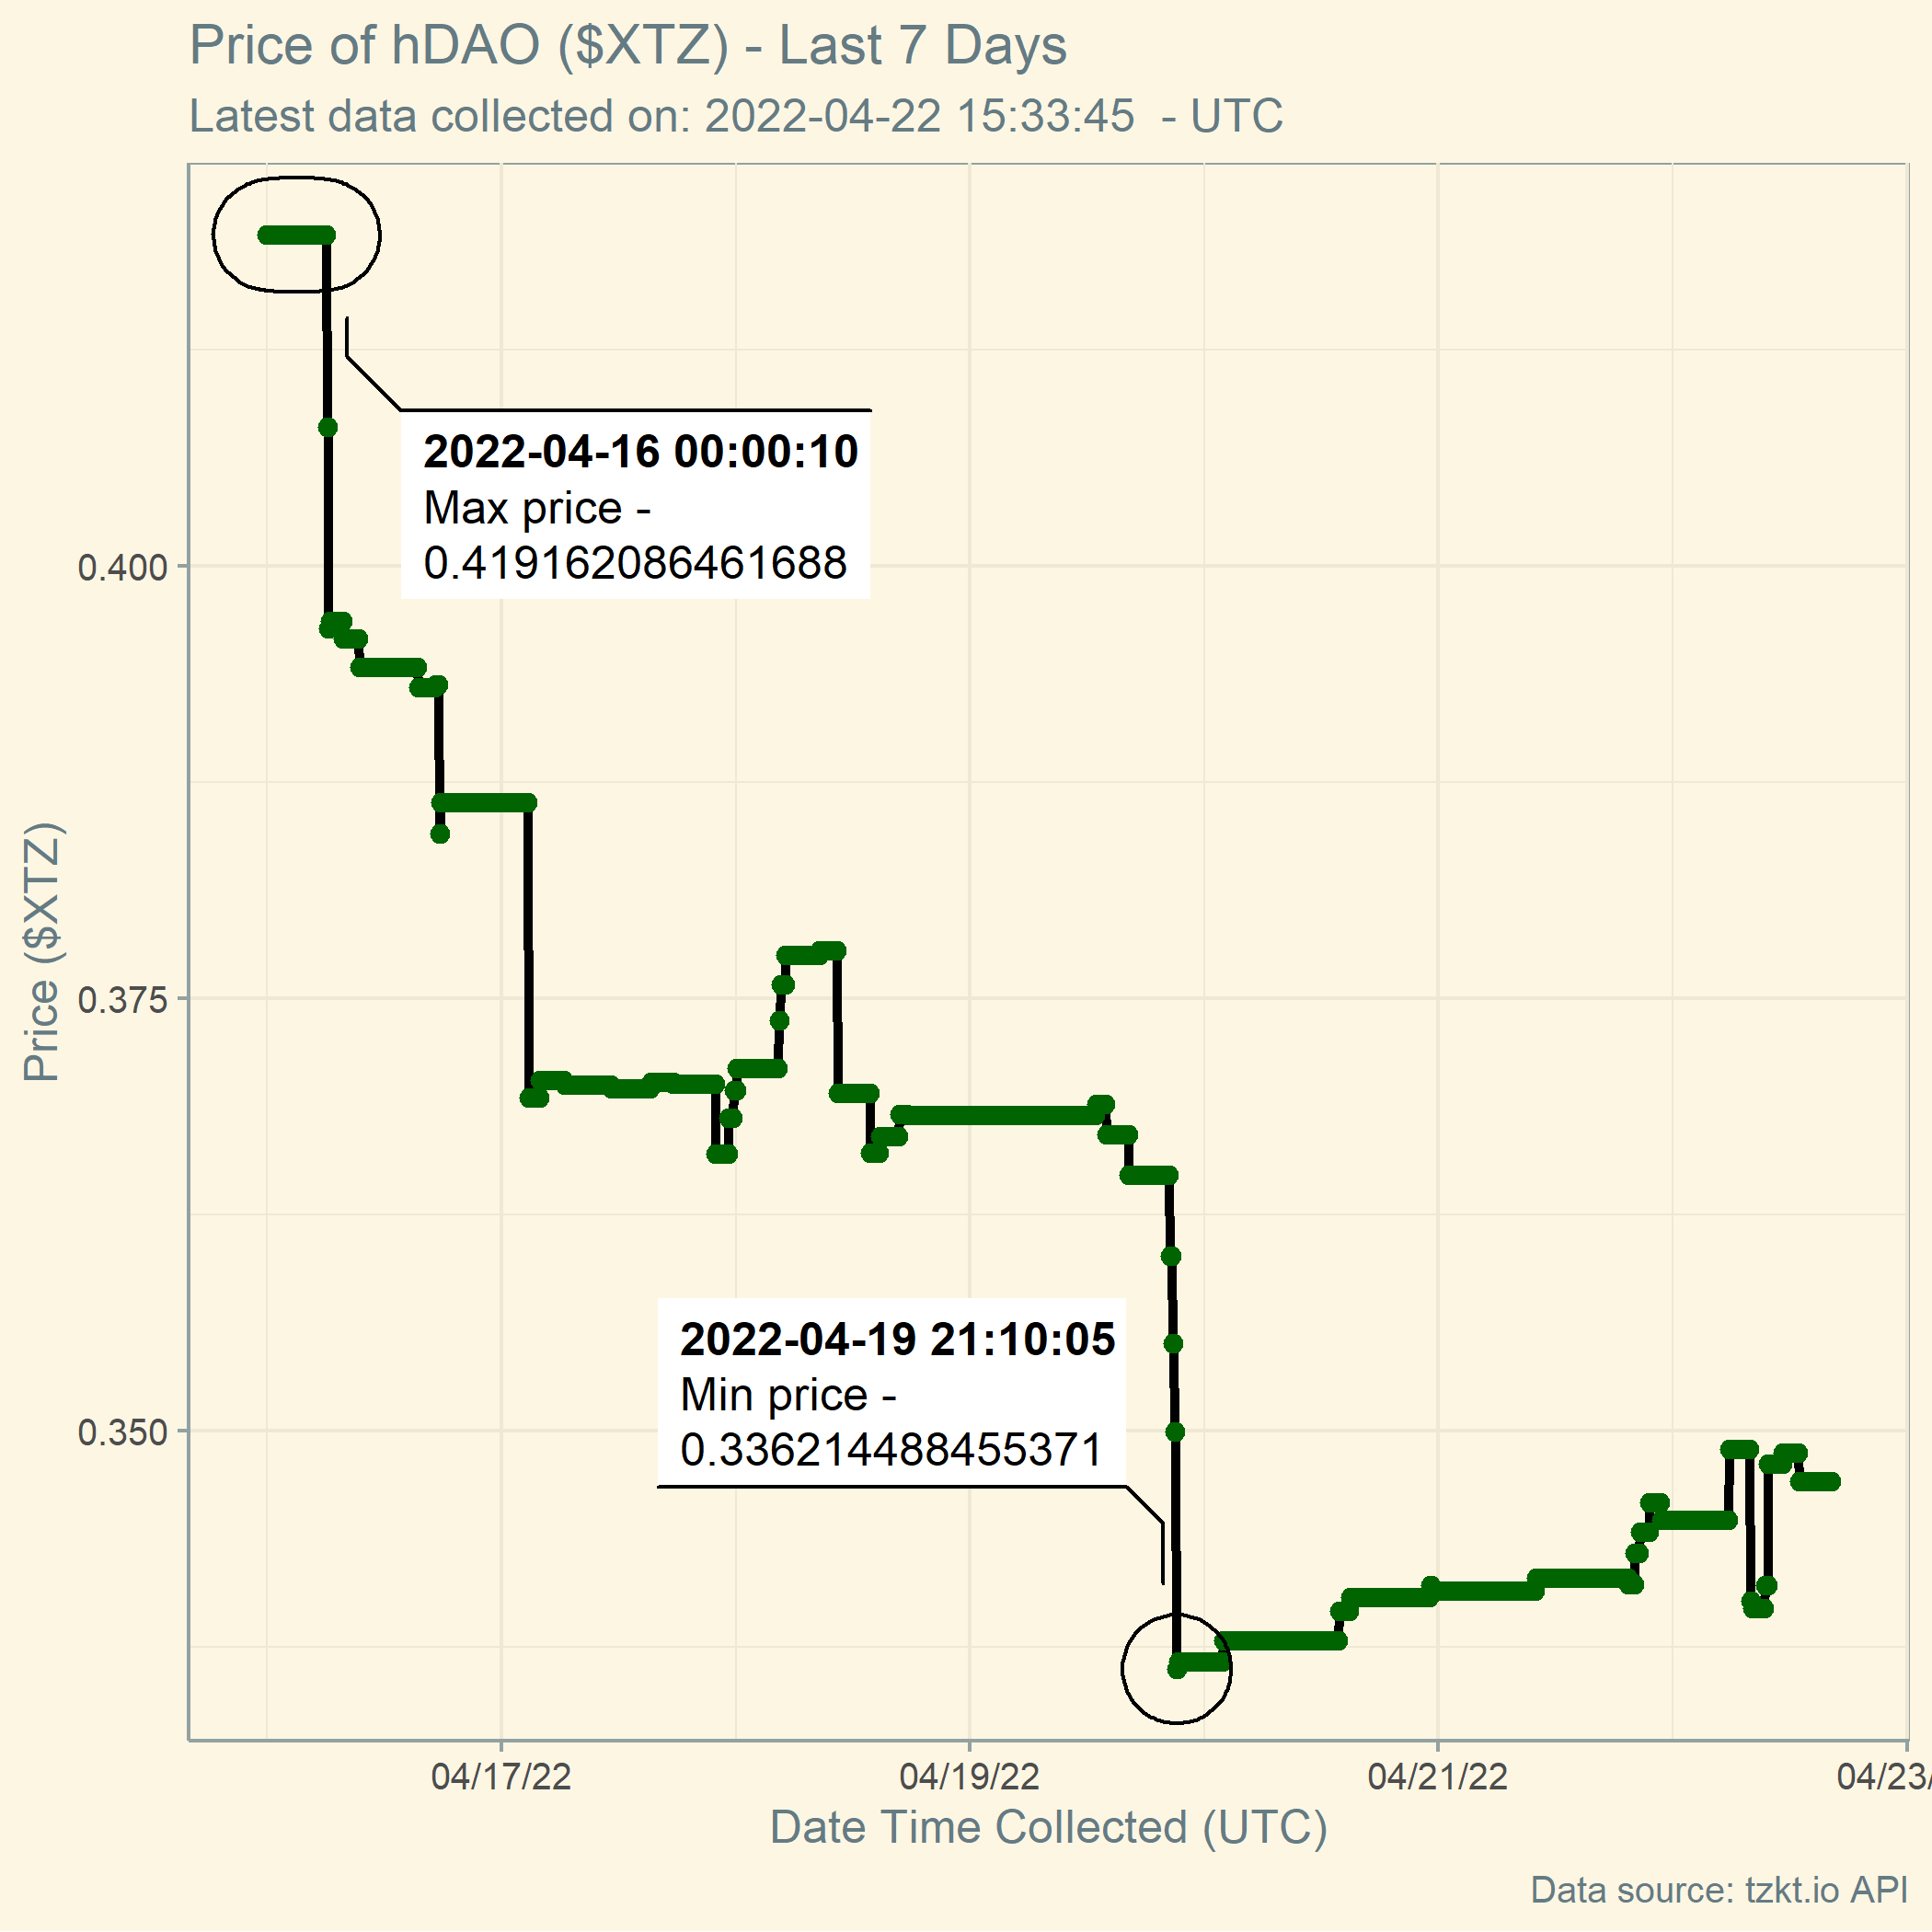 Price of hDAO ($XTZ) - Last 7 Days
Latest data collected on: 2022-04-22 15:33:45 - UTC
2022-04-16 00:00:10
Max price -
0.419162086461688
0.400
Price ($XTZ)
0.375
2022-04-19 21:10:05
Min price -
0.336214488455371
0.350
04/17/22
04/19/22
04/21/22
04/23/
Date Time Collected (UTC)
Data source: tzkt.io API